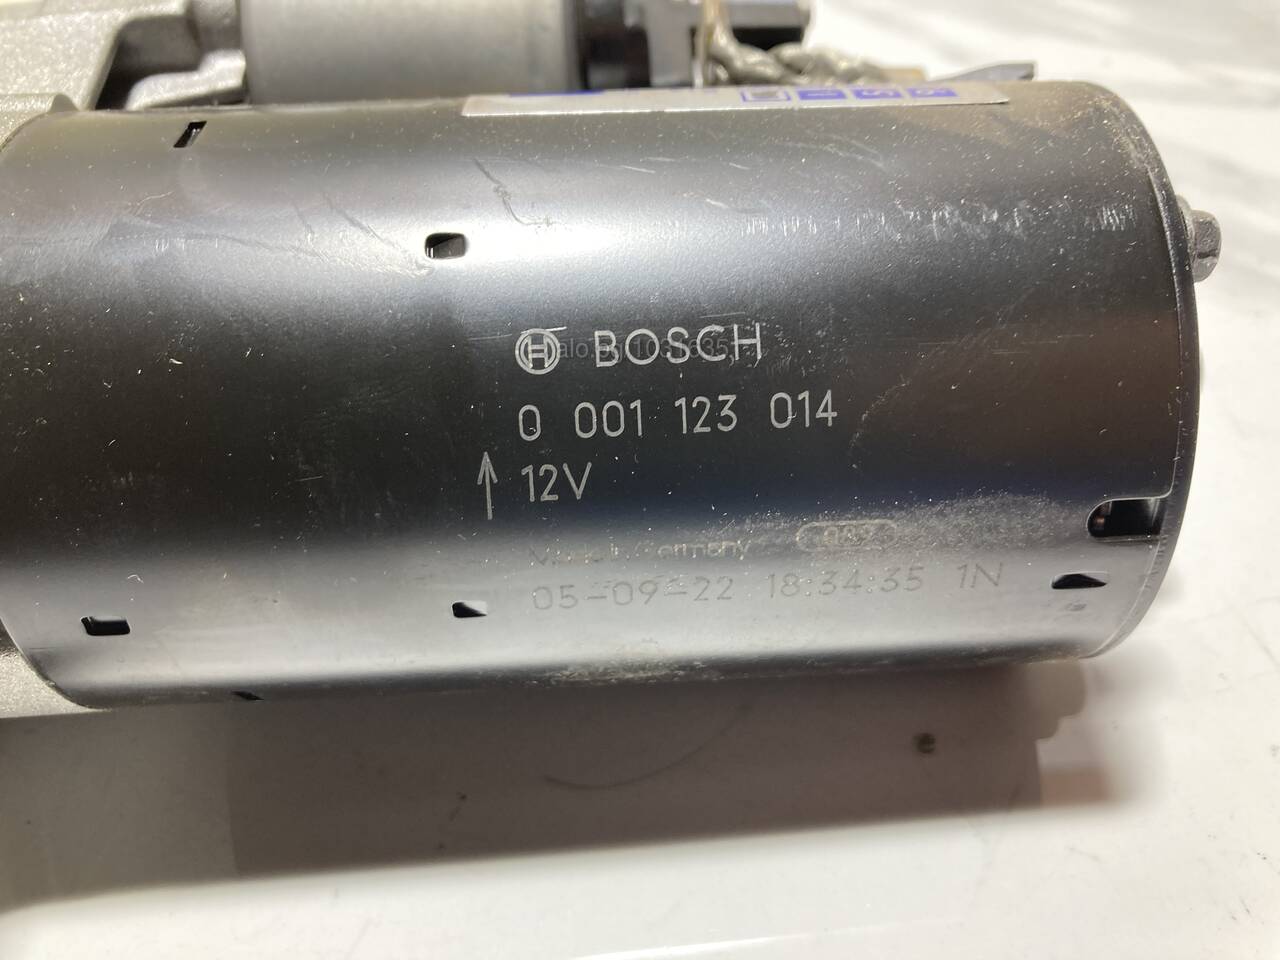 BOSCH
0 001 123 014
12V
Made in Germany
05-09-22 18:34:35 1N